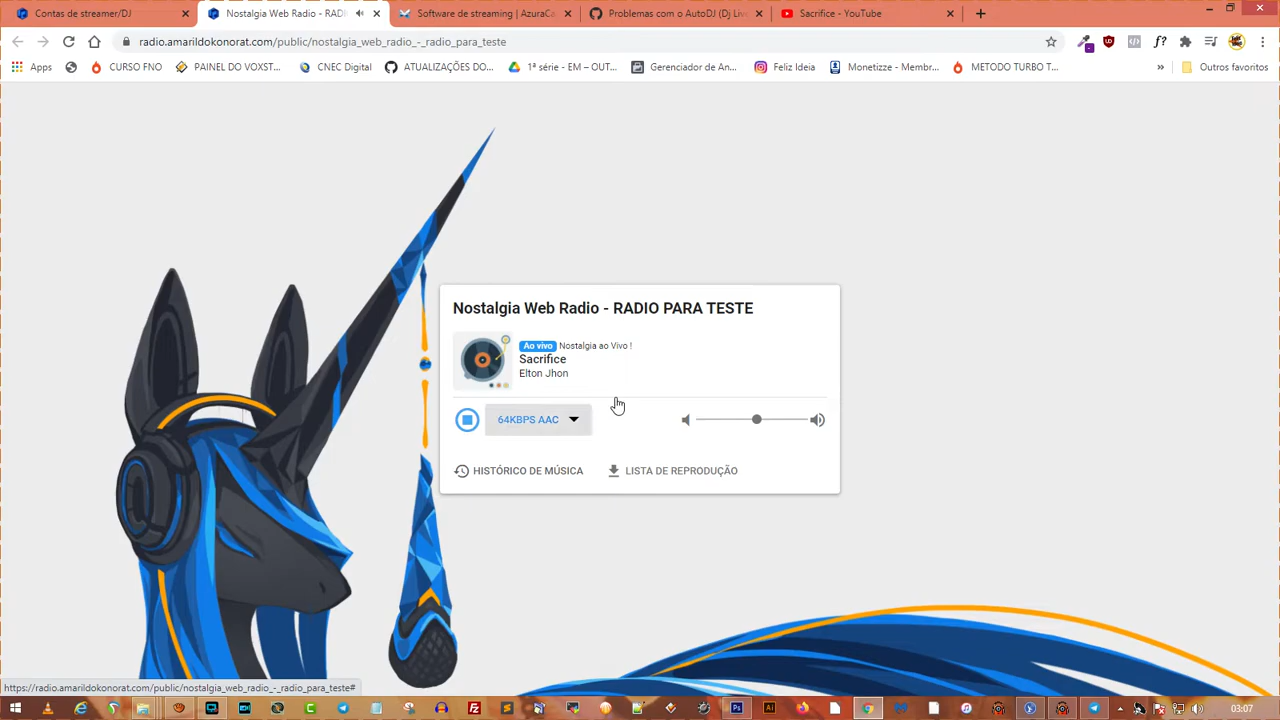 Contas de streamer/DJ
Nostalgia Web Radio - RADI
Software de streaming | AzuraCa
Problemas com o AutoDJ (Dj Live
Sacrifice - YouTube
radio.amarildokonorat.com/public/nostalgia_web_radio_-_radio_para_teste
Apps
CURSO FNO
PAINEL DO VOXST...
CNEC Digital
ATUALIZAÇÕES DO...
1ª série - EM – OUT...
Gerenciador de An...
Feliz Ideia
Monetizze - Membr...
METODO TURBO T...
Outros favoritos
Nostalgia Web Radio - RADIO PARA TESTE
Ao vivo Nostalgia ao Vivo !
Sacrifice
Elton Jhon
64KBPS AAC
HISTÓRICO DE MÚSICA
LISTA DE REPRODUÇÃO
https://radio.amarildokonorat.com/public/nostalgia_web_radio_-_radio_para_teste#
03:07